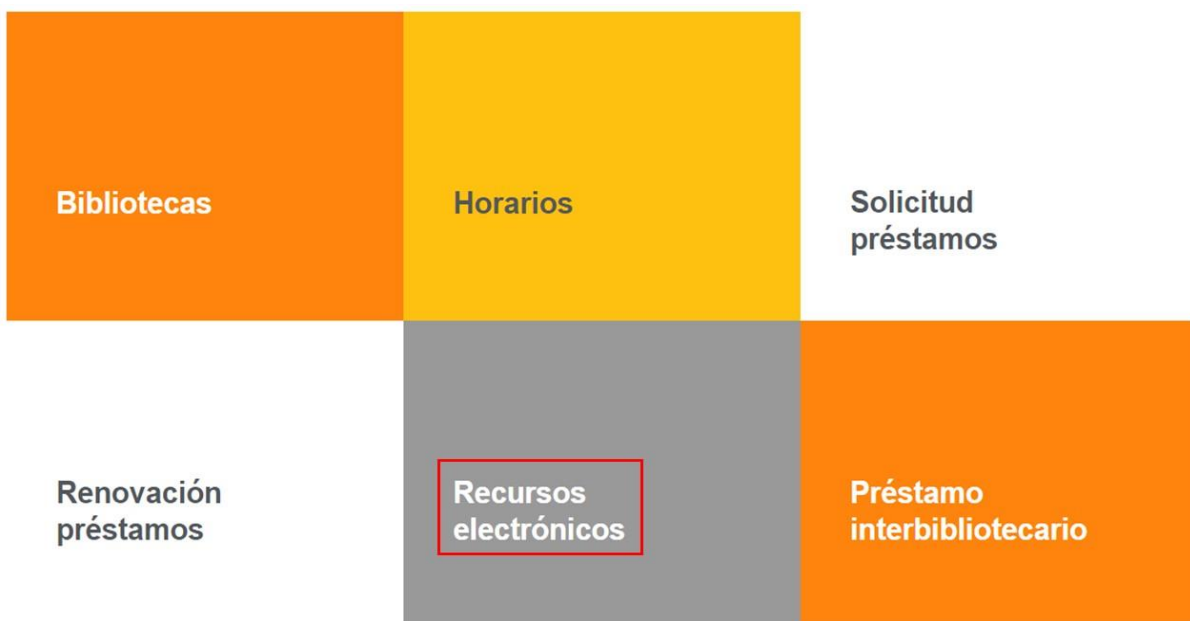 Bibliotecas
Horarios
Solicitud
préstamos
Renovación
préstamos
Recursos
electrónicos
Préstamo
interbibliotecario